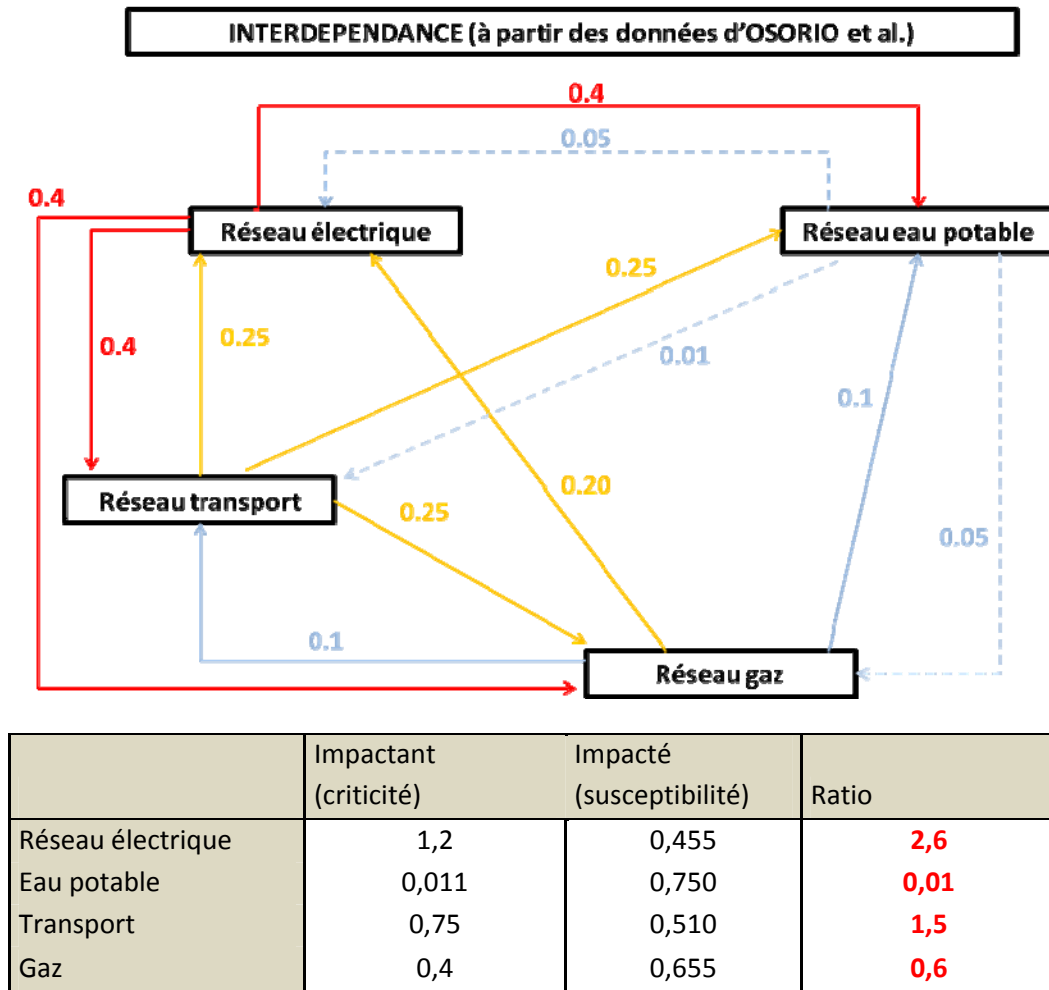 INTERDEPENDANCE (à partir des données d'OSORIO et al.)
0.4
0.05
0.4
Réseau électrique
Réseau eau potable
0.25
0.4
0.25
0.01
0.1
Réseau transport
0.25
0.20
0.05
0.1
Réseau gaz
Impactant (criticité) Impacté (susceptibilité) Ratio
Réseau électrique 1,2 0,455 2,6
Eau potable 0,011 0,750 0,01
Transport 0,75 0,510 1,5
Gaz 0,4 0,655 0,6